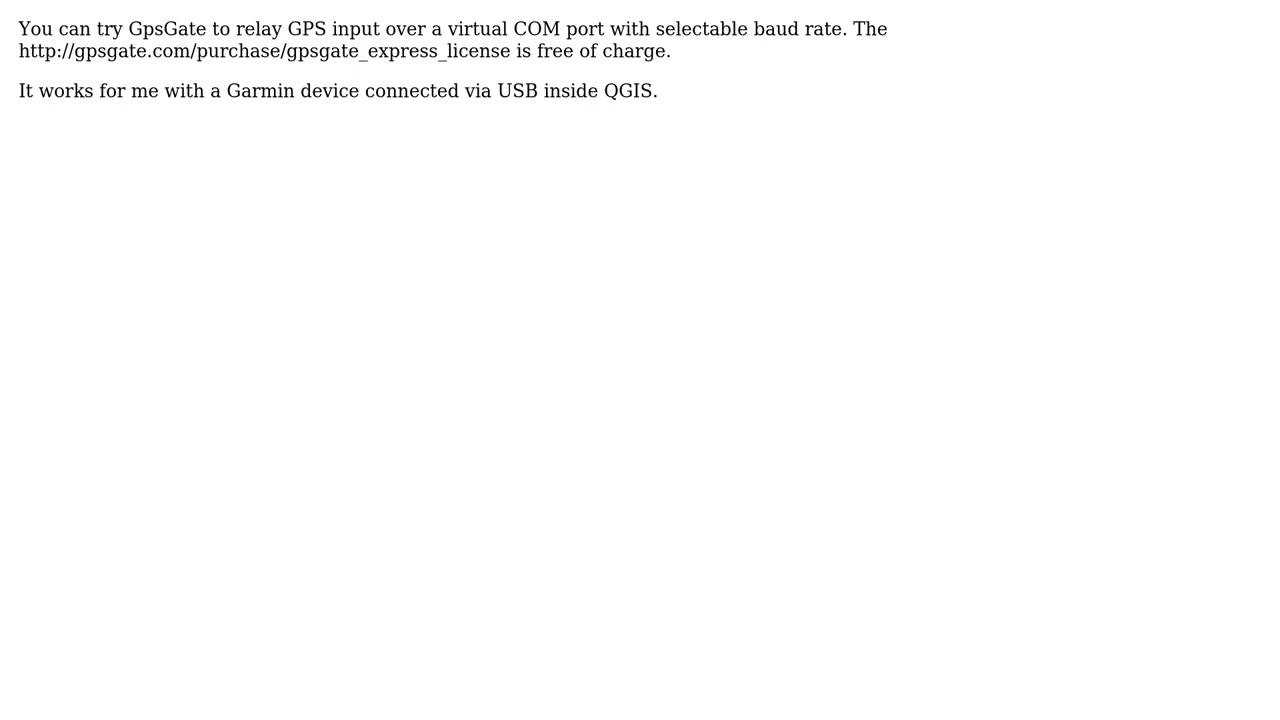 You can try GpsGate to relay GPS input over a virtual COM port with selectable baud rate. The
http://gpsgate.com/purchase/gpsgate_express_license is free of charge.
It works for me with a Garmin device connected via USB inside QGIS.